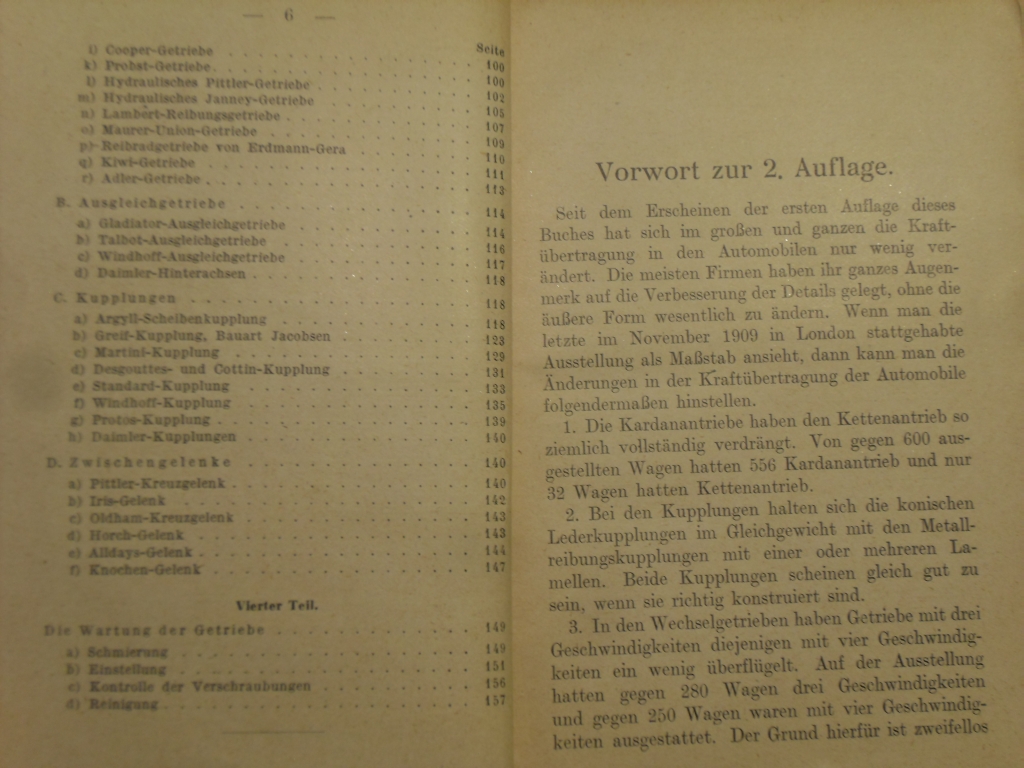 — 6 —
Seite
i) Cooper-Getriebe . . . . . . . . . . . . . 100
k) Probst-Getriebe . . . . . . . . . . . . . 100
l) Hydraulisches Pittler-Getriebe . . . . . . . . 102
m) Hydraulisches Janney-Getriebe . . . . . . . . 105
n) Lambert-Reibungsgetriebe . . . . . . . . . 107
o) Maurer-Union-Getriebe . . . . . . . . . . 109
p) Reibradgetriebe von Erdmann-Gera . . . . . . 110
q) Kiwi-Getriebe . . . . . . . . . . . . . 111
r) Adler-Getriebe . . . . . . . . . . . . . 113
B. Ausgleichgetriebe . . . . . . . . . . . . 114
a) Gladiator-Ausgleichgetriebe . . . . . . . . . 114
b) Talbot-Ausgleichgetriebe . . . . . . . . . 116
c) Windhoff-Ausgleichgetriebe . . . . . . . . . 117
d) Daimler-Hinterachsen . . . . . . . . . . . 118
C. Kupplungen . . . . . . . . . . . . . . 118
a) Argyll-Scheibenkupplung . . . . . . . . . . 118
b) Greif-Kupplung, Bauart Jacobsen . . . . . . . 123
c) Martini-Kupplung . . . . . . . . . . . . 129
d) Desgouttes- und Cottin-Kupplung . . . . . . . 131
e) Standard-Kupplung . . . . . . . . . . . . 133
f) Windhoff-Kupplung . . . . . . . . . . . . 135
g) Protos-Kupplung . . . . . . . . . . . . . 139
h) Daimler-Kupplungen . . . . . . . . . . . 140
D. Zwischengelenke . . . . . . . . . . . . 140
a) Pittler-Kreuzgelenk . . . . . . . . . . . . 140
b) Iris-Gelenk . . . . . . . . . . . . . . 142
c) Oldham-Kreuzgelenk . . . . . . . . . . . 143
d) Horch-Gelenk . . . . . . . . . . . . . . 143
e) Alldays-Gelenk . . . . . . . . . . . . . 144
f) Knochen-Gelenk . . . . . . . . . . . . . 147
Vierter Teil.
Die Wartung der Getriebe . . . . . . . . . . 149
a) Schmierung . . . . . . . . . . . . . . 149
b) Einstellung . . . . . . . . . . . . . . 151
c) Kontrolle der Verschraubungen . . . . . . . . 156
d) Reinigung . . . . . . . . . . . . . . . 157
Vorwort zur 2. Auflage.
Seit dem Erscheinen der ersten Auflage dieses
Buches hat sich im großen und ganzen die Kraft-
übertragung in den Automobilen nur wenig ver-
ändert. Die meisten Firmen haben ihr ganzes Augen-
merk auf die Verbesserung der Details gelegt, ohne die
äußere Form wesentlich zu ändern. Wenn man die
letzte im November 1909 in London stattgehabte
Ausstellung als Maßstab ansieht, dann kann man die
Änderungen in der Kraftübertragung der Automobile
folgendermaßen hinstellen.
1. Die Kardanantriebe haben den Kettenantrieb so
ziemlich vollständig verdrängt. Von gegen 600 aus-
gestellten Wagen hatten 556 Kardanantrieb und nur
32 Wagen hatten Kettenantrieb.
2. Bei den Kupplungen halten sich die konischen
Lederkupplungen im Gleichgewicht mit den Metall-
reibungskupplungen mit einer oder mehreren La-
mellen. Beide Kupplungen scheinen gleich gut zu
sein, wenn sie richtig konstruiert sind.
3. In den Wechselgetrieben haben Getriebe mit drei
Geschwindigkeiten diejenigen mit vier Geschwindig-
keiten ein wenig überflügelt. Auf der Ausstellung
hatten gegen 280 Wagen drei Geschwindigkeiten
und gegen 250 Wagen waren mit vier Geschwindig-
keiten ausgestattet. Der Grund hierfür ist zweifellos